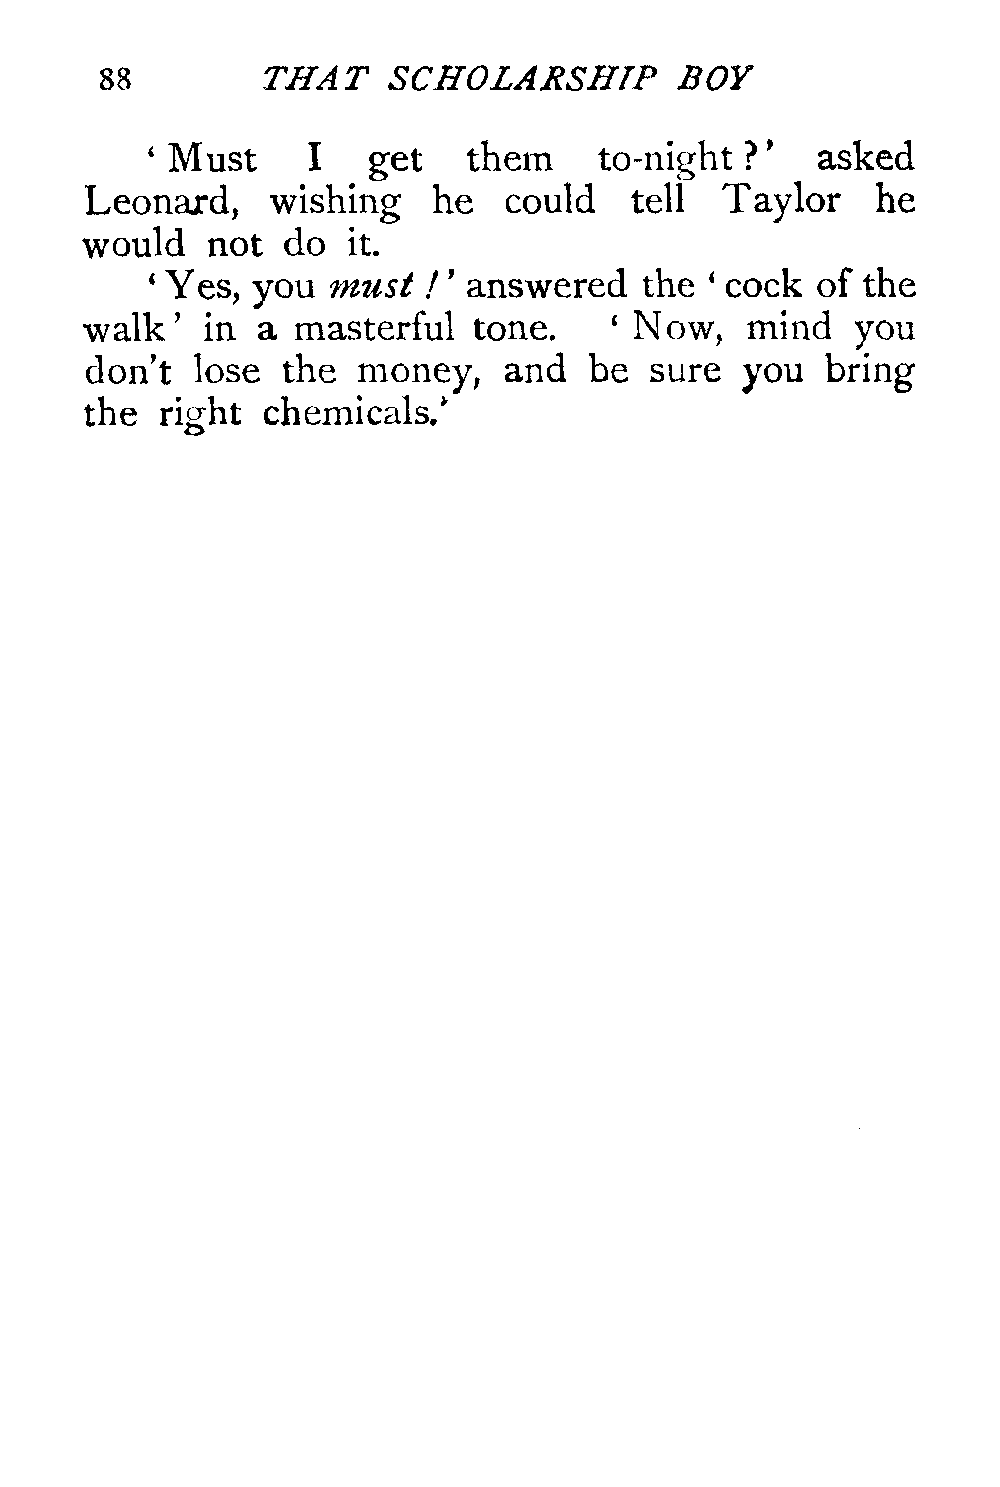 88 THAT SCHOLARSHIP BOY
‘Must I get them to-night?’ asked
Leonard, wishing he could tell Taylor he
would not do it.
‘Yes, you must!’ answered the ‘cock of the
walk’ in a masterful tone. ‘Now, mind you
don't lose the money, and be sure you bring
the right chemicals.’